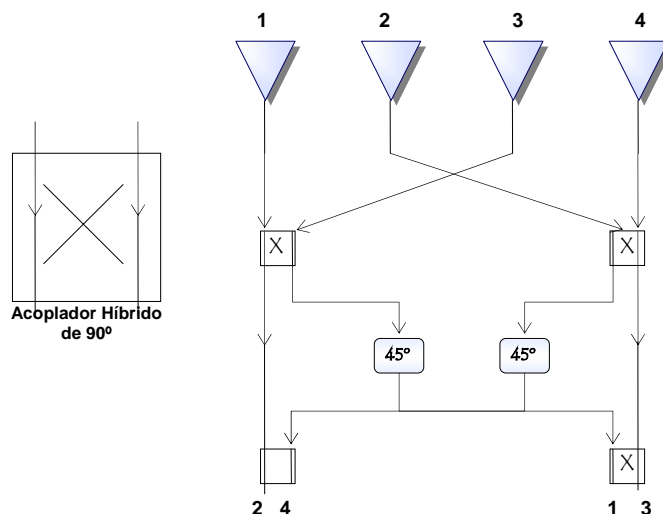 1 2 3 4
X X
Acoplador Híbrido
de 90º
45º 45º
X
2 4 1 3